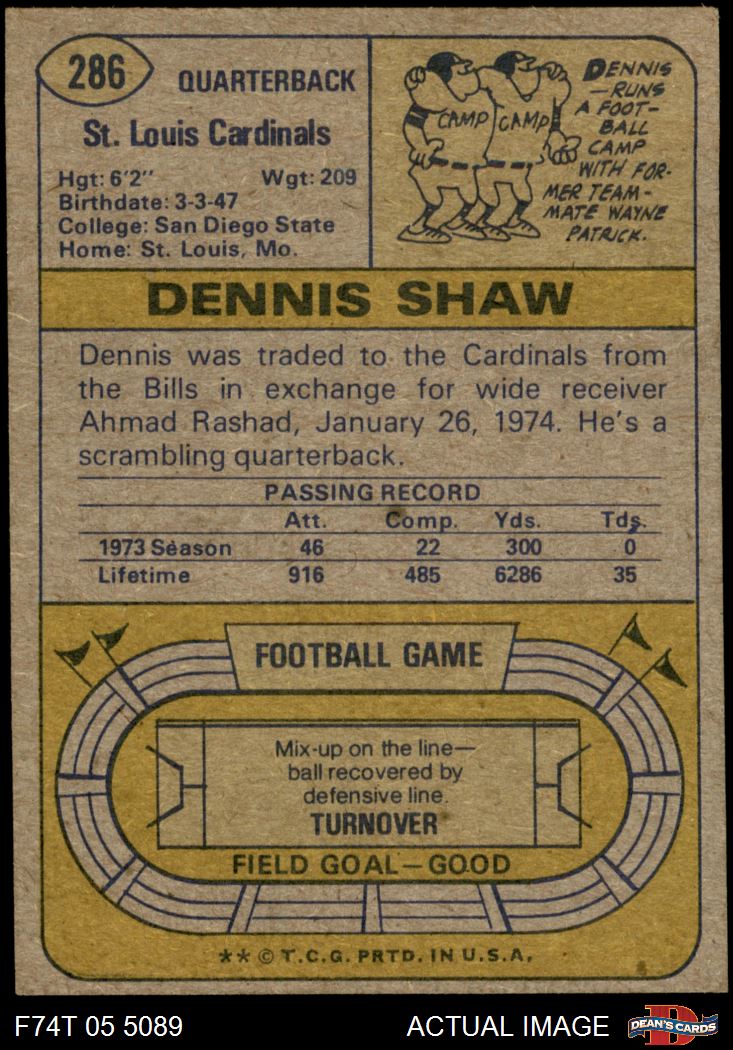 286
QUARTERBACK
St. Louis Cardinals
Hgt: 6'2" Wgt: 209
Birthdate: 3-3-47
College: San Diego State
Home: St. Louis, Mo.
CAMP CAMP
DENNIS
—RUNS
A FOOT-
BALL
CAMP
WITH FOR-
MER TEAM-
MATE WAYNE
PATRICK.
DENNIS SHAW
Dennis was traded to the Cardinals from
the Bills in exchange for wide receiver
Ahmad Rashad, January 26, 1974. He's a
scrambling quarterback.
PASSING RECORD
Att. Comp. Yds. Tds.
1973 Season 46 22 300 0
Lifetime 916 485 6286 35
FOOTBALL GAME
Mix-up on the line—
ball recovered by
defensive line.
TURNOVER
FIELD GOAL—GOOD
** © T.C.G. PRTD. IN U.S.A.
F74T 05 5089 ACTUAL IMAGE
D
DEAN'S CARDS